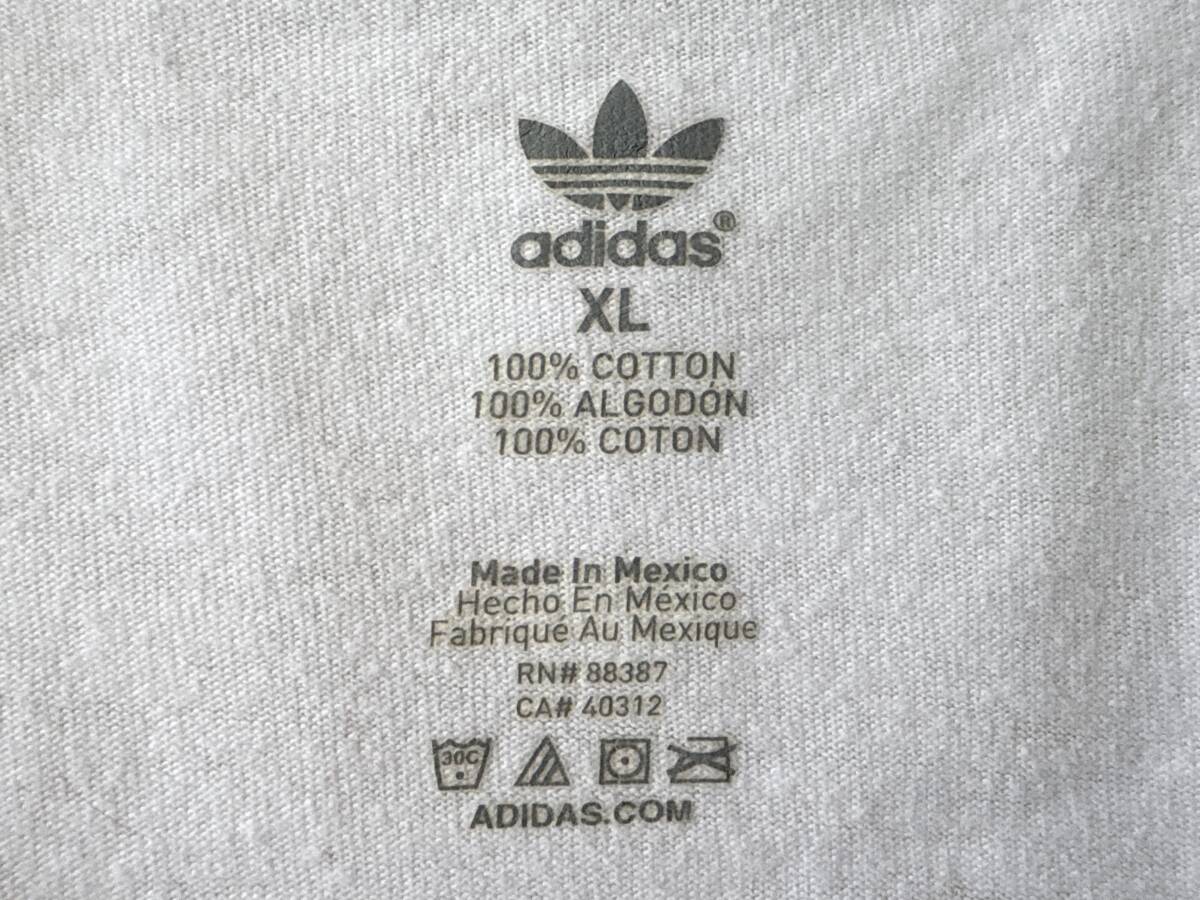 adidas®
XL
100% COTTON
100% ALGODÓN
100% COTON
Made In Mexico
Hecho En México
Fabriqué Au Mexique
RN# 88387
CA# 40312
30C
ADIDAS.COM